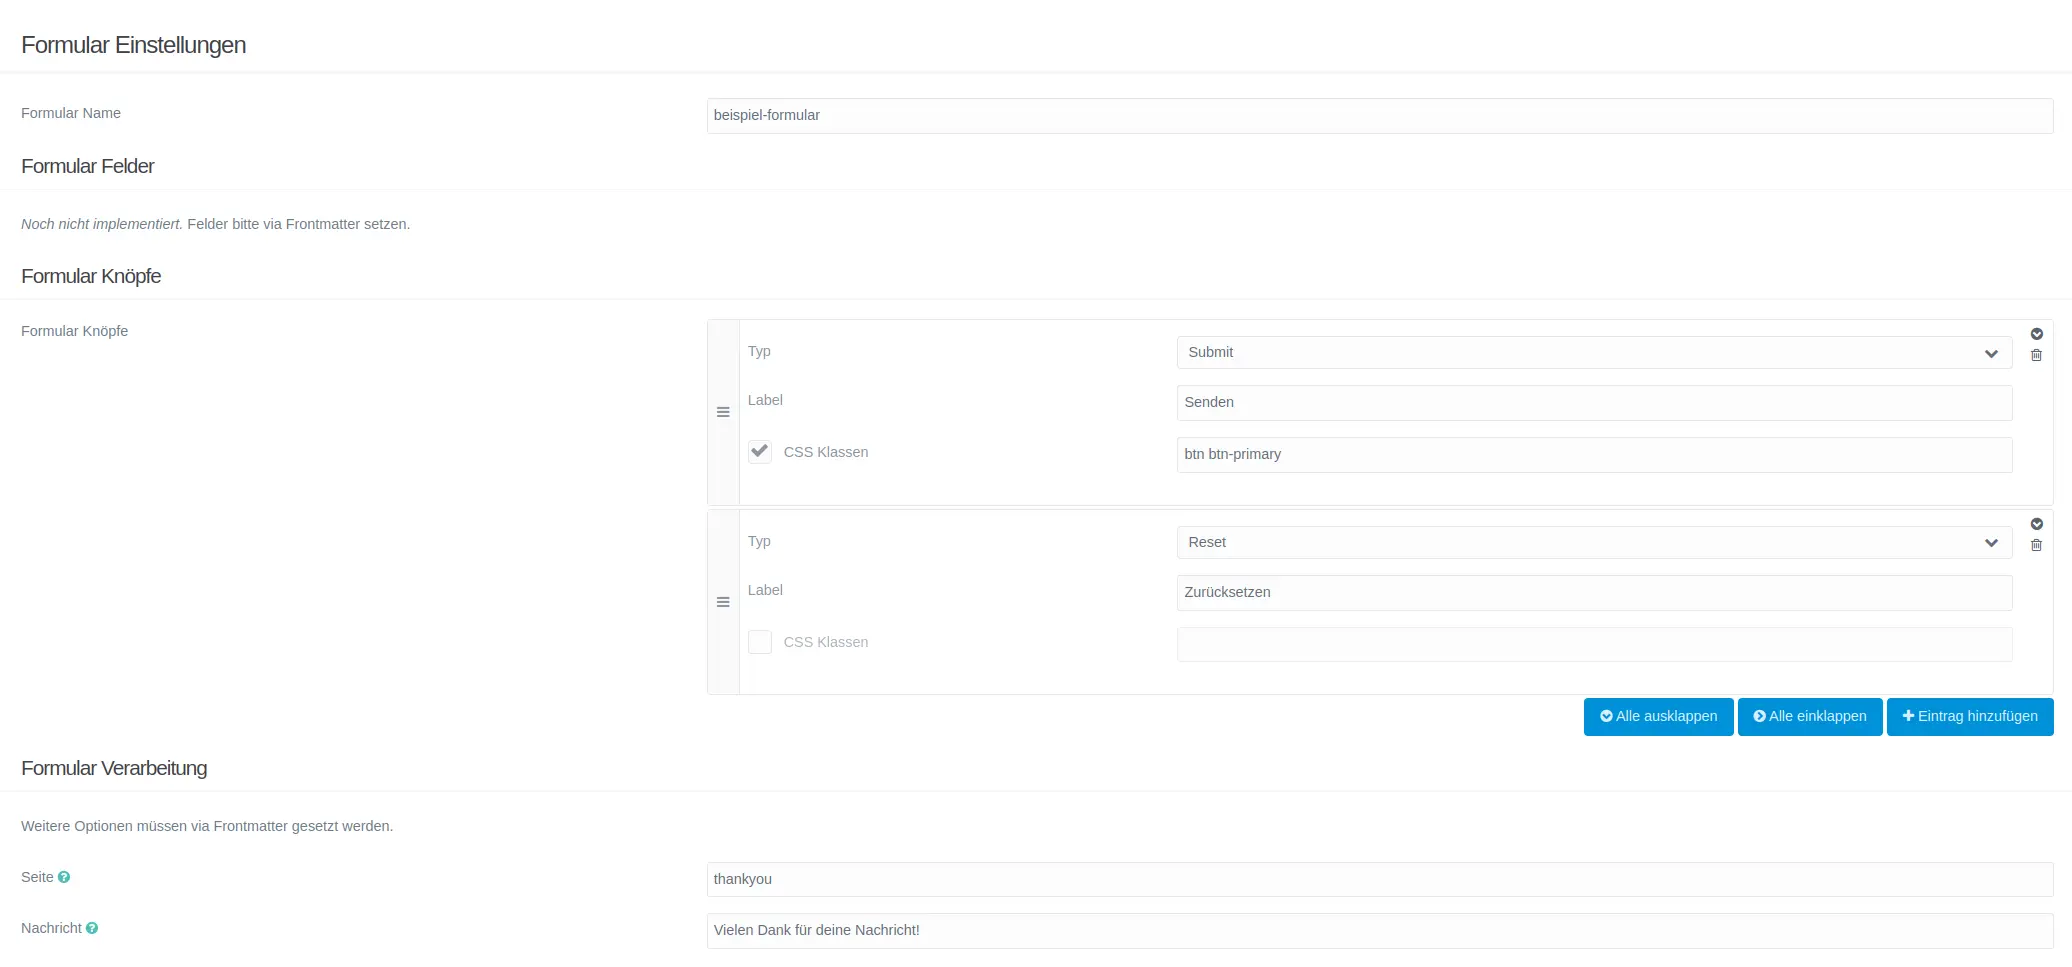 Formular Einstellungen
Formular Name
beispiel-formular
Formular Felder
Noch nicht implementiert. Felder bitte via Frontmatter setzen.
Formular Knöpfe
Formular Knöpfe
Typ
Submit
Label
Senden
CSS Klassen
btn btn-primary
Typ
Reset
Label
Zurücksetzen
CSS Klassen
Alle ausklappen
Alle einklappen
Eintrag hinzufügen
Formular Verarbeitung
Weitere Optionen müssen via Frontmatter gesetzt werden.
Seite
thankyou
Nachricht
Vielen Dank für deine Nachricht!